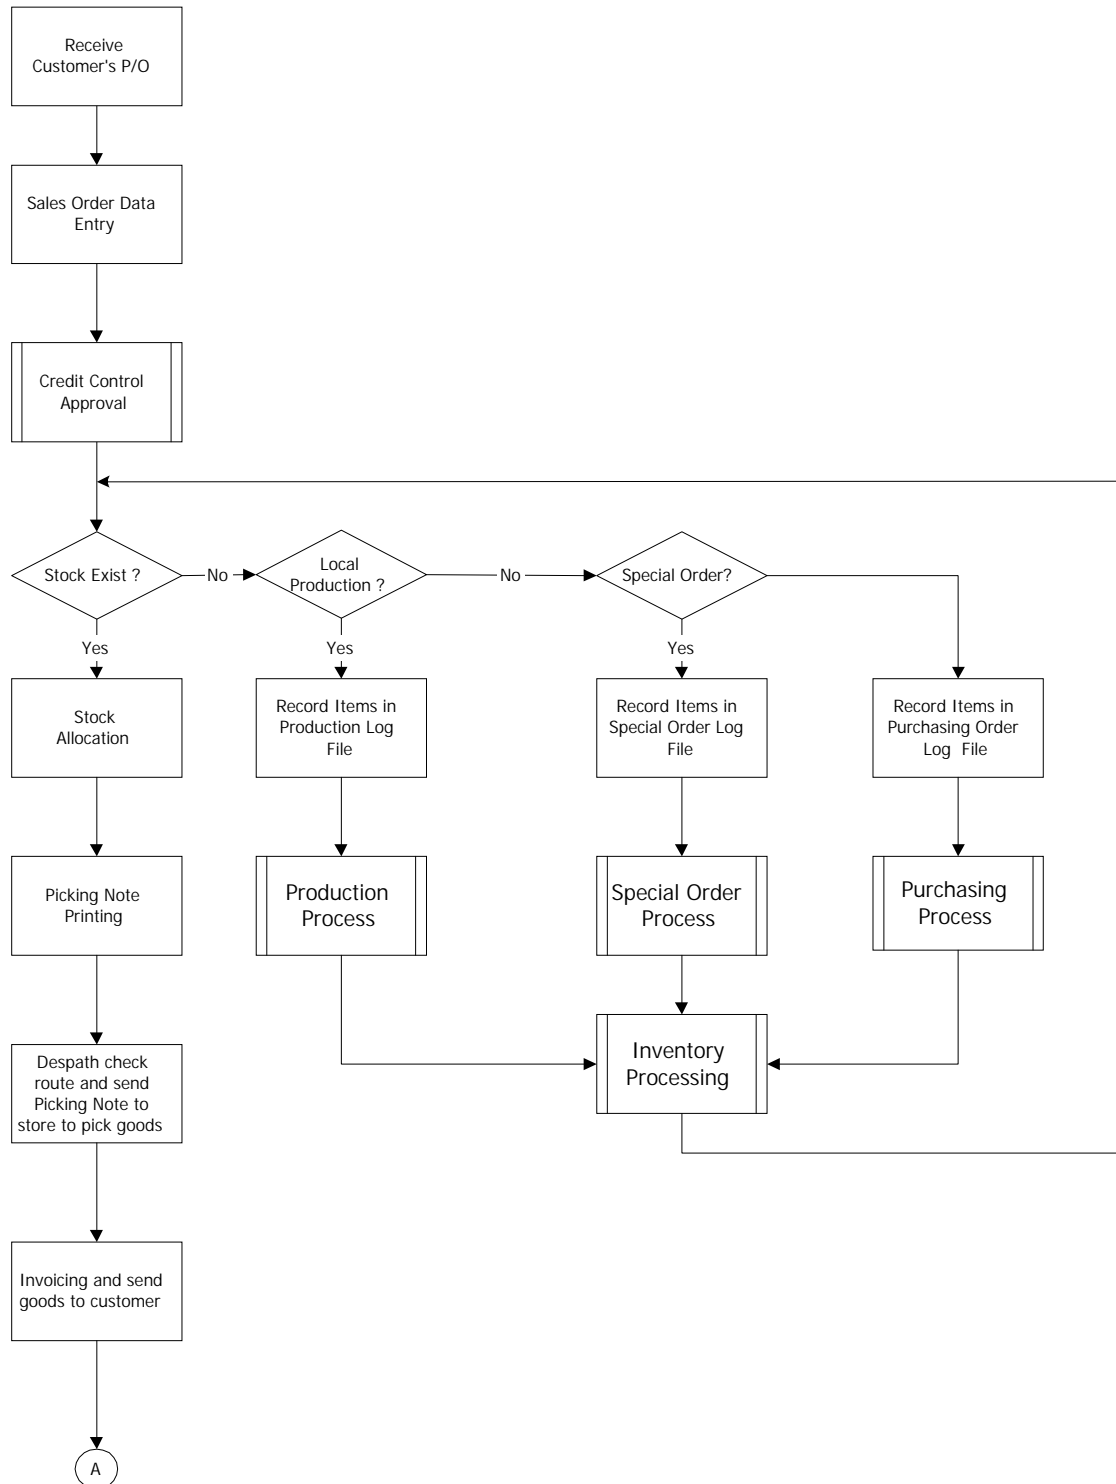 Receive
Customer's P/O
Sales Order Data
Entry
Credit Control
Approval
Stock Exist ?
No
Local
Production ?
No
Special Order?
Yes
Yes
Yes
Stock
Allocation
Record Items in
Production Log
File
Record Items in
Special Order Log
File
Record Items in
Purchasing Order
Log File
Picking Note
Printing
Production
Process
Special Order
Process
Purchasing
Process
Despath check
route and send
Picking Note to
store to pick goods
Inventory
Processing
Invoicing and send
goods to customer
A